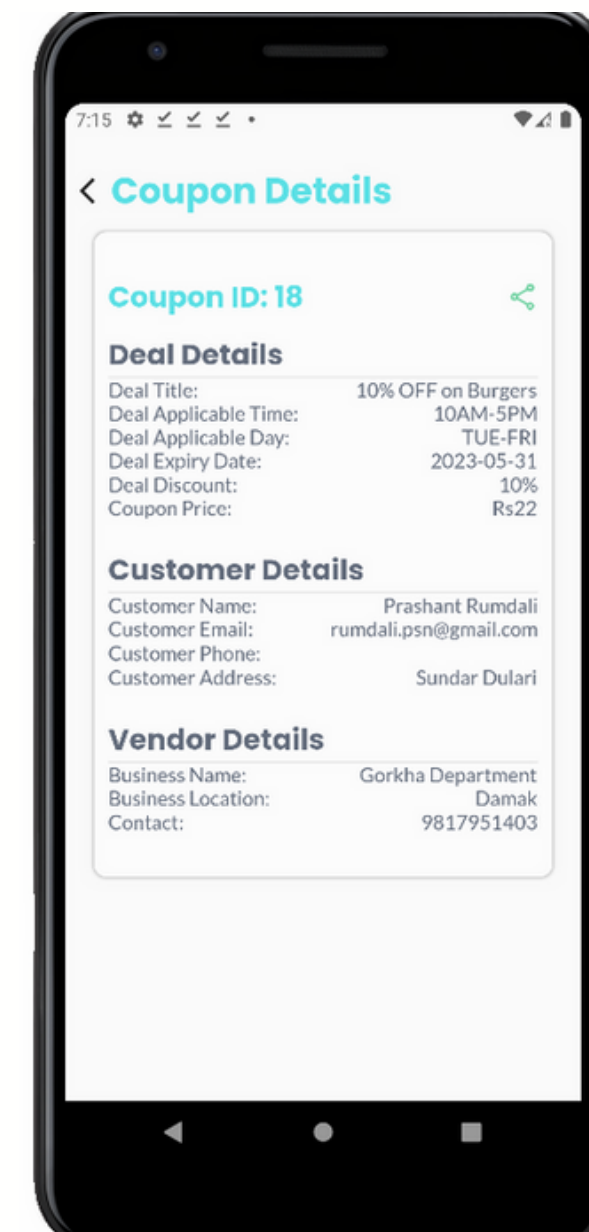 7:15
Coupon Details
Coupon ID: 18
Deal Details
Deal Title: 10% OFF on Burgers
Deal Applicable Time: 10AM-5PM
Deal Applicable Day: TUE-FRI
Deal Expiry Date: 2023-05-31
Deal Discount: 10%
Coupon Price: Rs22
Customer Details
Customer Name: Prashant Rumdali
Customer Email: rumdali.psn@gmail.com
Customer Phone:
Customer Address: Sundar Dulari
Vendor Details
Business Name: Gorkha Department
Business Location: Damak
Contact: 9817951403